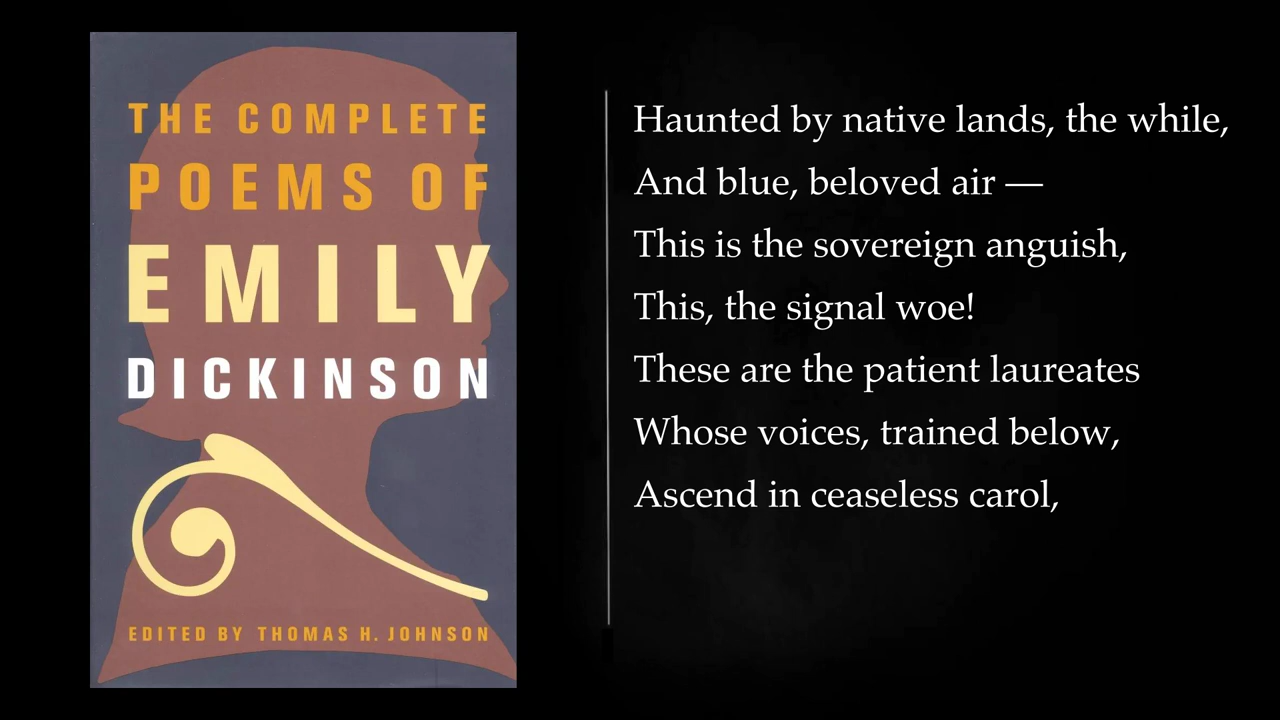 THE COMPLETE
POEMS OF
EMILY
DICKINSON
EDITED BY THOMAS H. JOHNSON
Haunted by native lands, the while,
And blue, beloved air —
This is the sovereign anguish,
This, the signal woe!
These are the patient laureates
Whose voices, trained below,
Ascend in ceaseless carol,